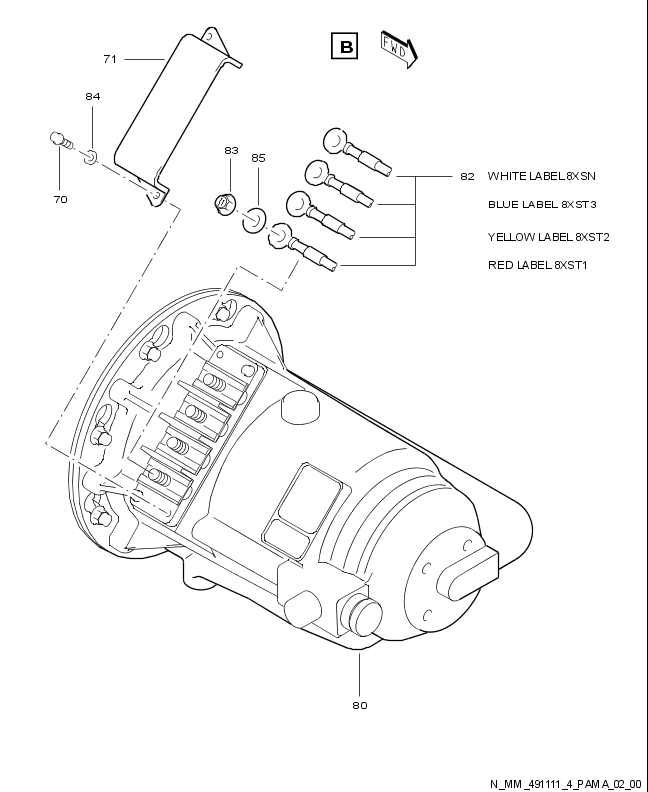 B
FWD
71
84
70
83
85
82 WHITE LABEL 8XSN
BLUE LABEL 8XST3
YELLOW LABEL 8XST2
RED LABEL 8XST1
80
N_MM_491111_4_PAMA_02_00